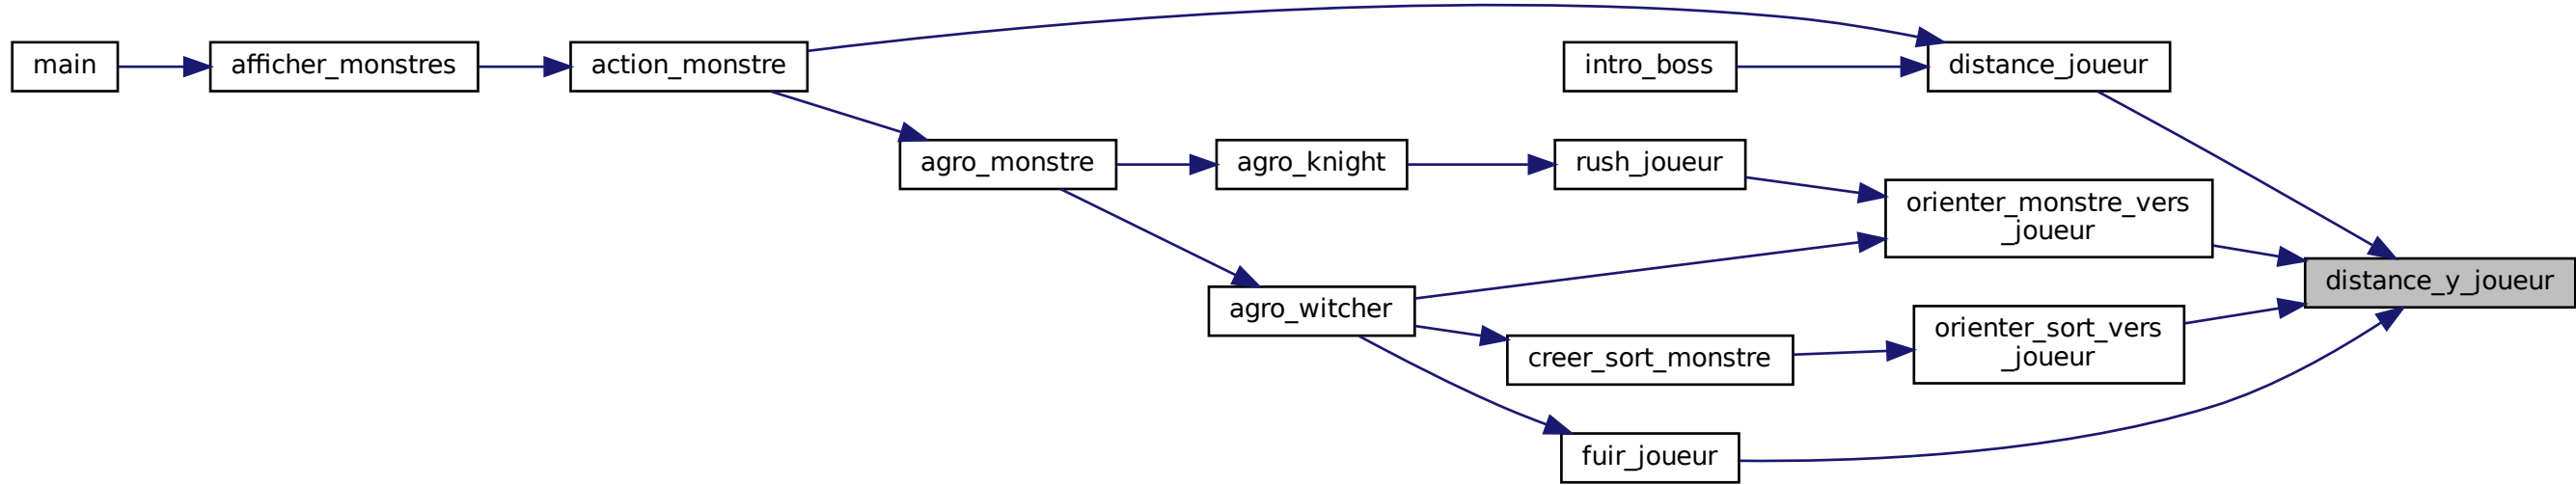 main
afficher_monstres
action_monstre
intro_boss
distance_joueur
agro_monstre
agro_knight
rush_joueur
orienter_monstre_vers
_joueur
distance_y_joueur
agro_witcher
creer_sort_monstre
orienter_sort_vers
_joueur
fuir_joueur